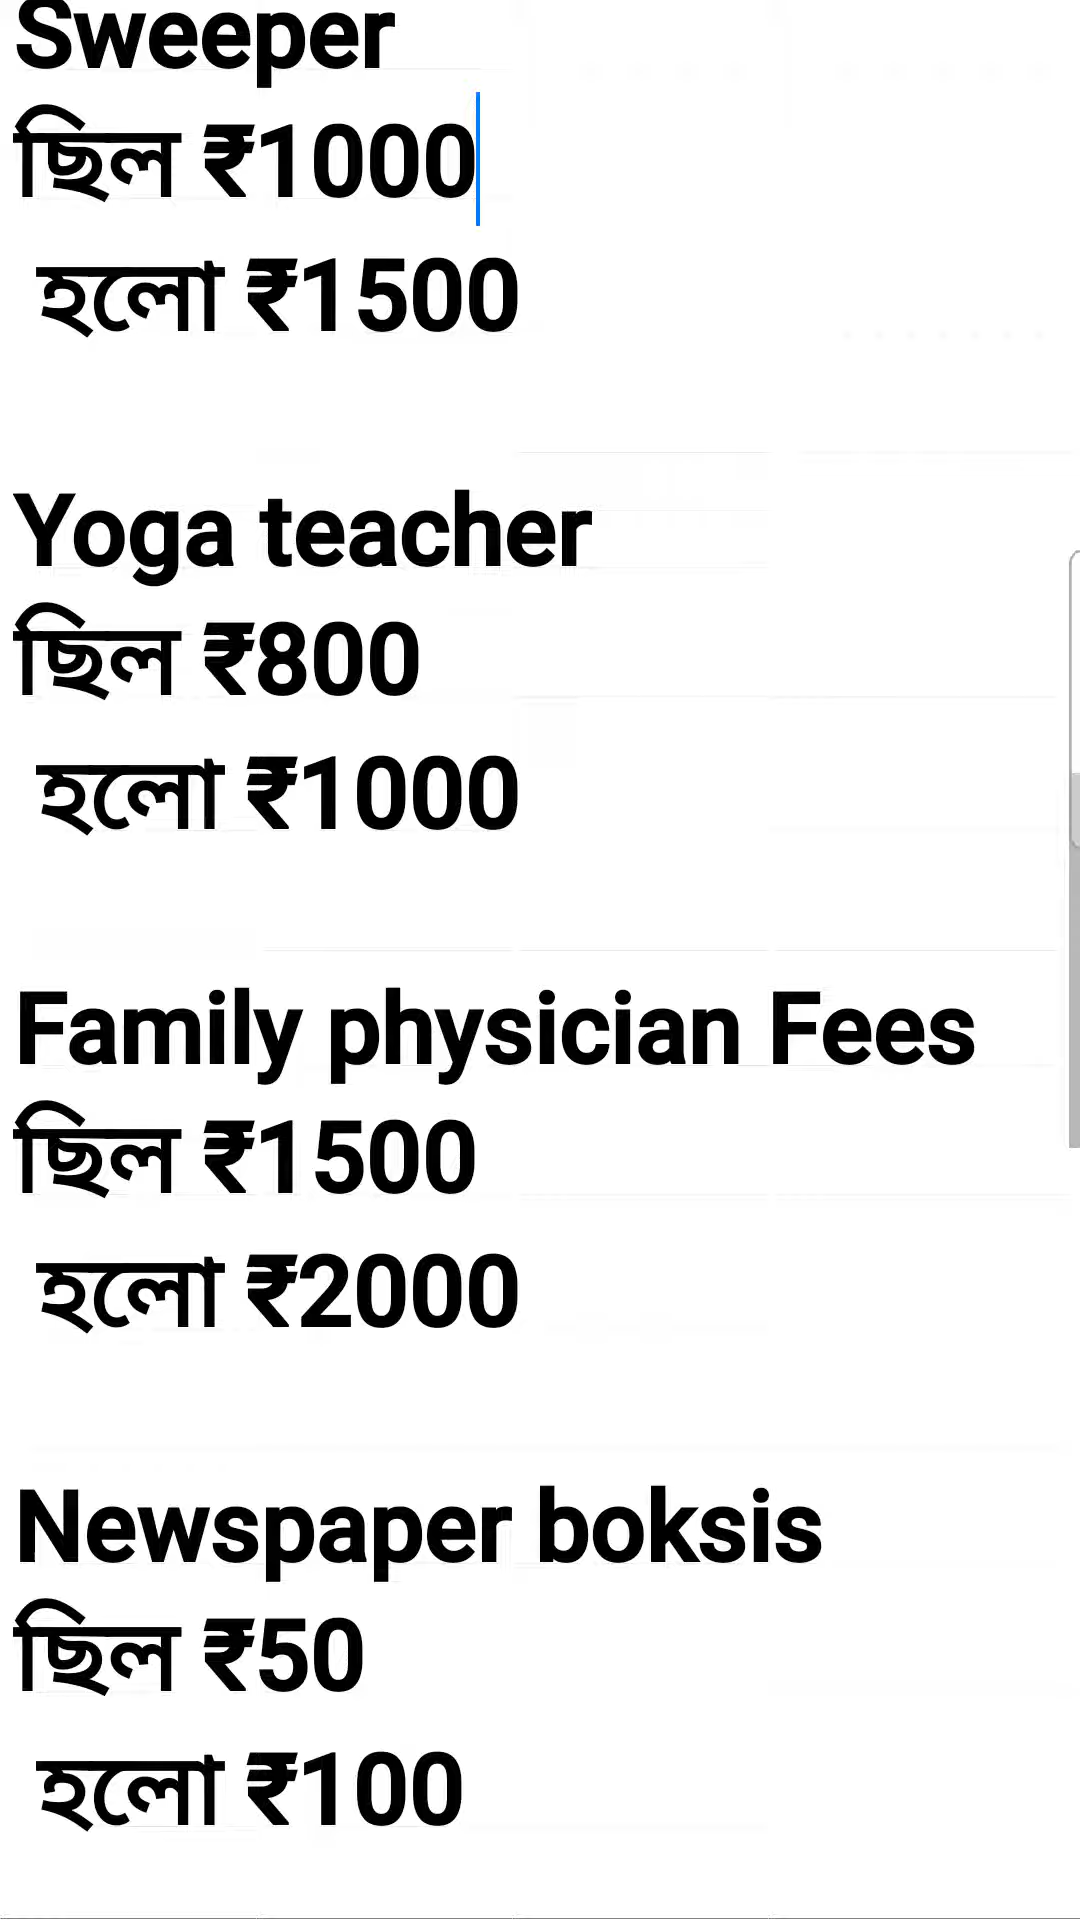 Sweeper
ছিল ₹1000
হলো ₹1500
Yoga teacher
ছিল ₹800
হলো ₹1000
Family physician Fees
ছিল ₹1500
হলো ₹2000
Newspaper boksis
ছিল ₹50
হলো ₹100